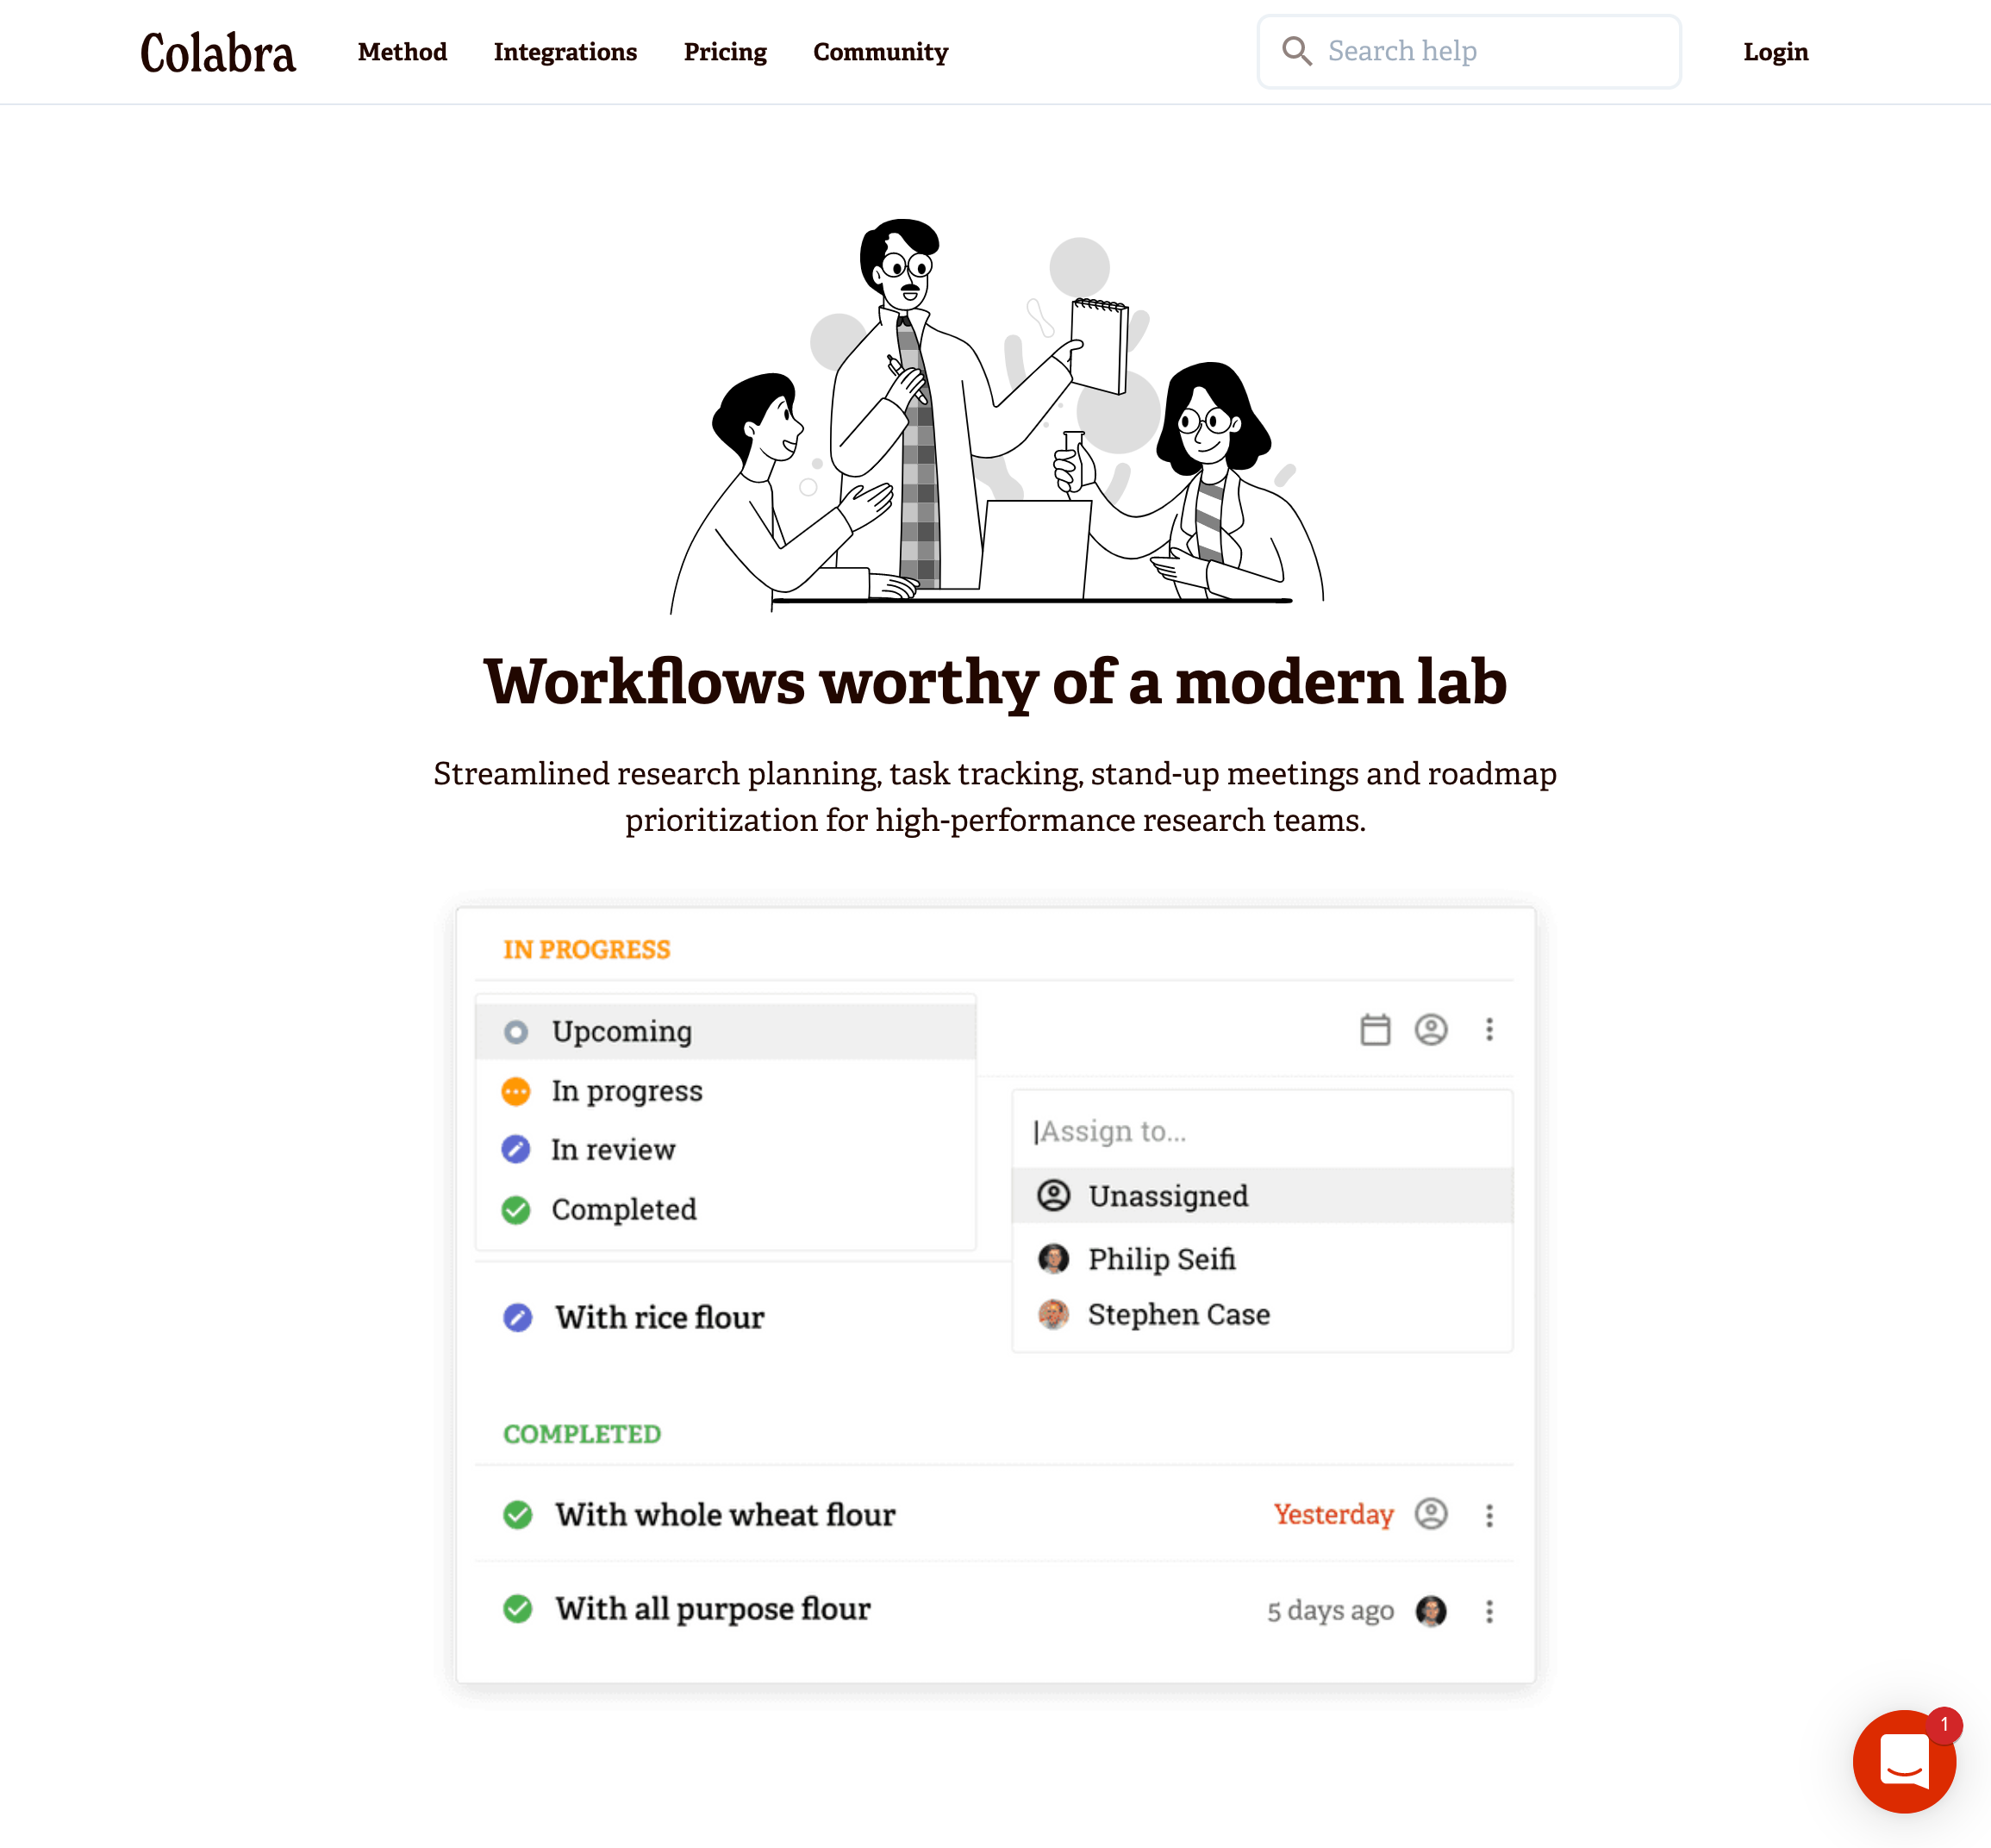 Colabra
Method
Integrations
Pricing
Community
Search help
Login
Workflows worthy of a modern lab
Streamlined research planning, task tracking, stand-up meetings and roadmap
prioritization for high-performance research teams.
IN PROGRESS
Upcoming
In progress
In review
Completed
Assign to...
Unassigned
Philip Seifi
Stephen Case
With rice flour
COMPLETED
With whole wheat flour
Yesterday
With all purpose flour
5 days ago
1